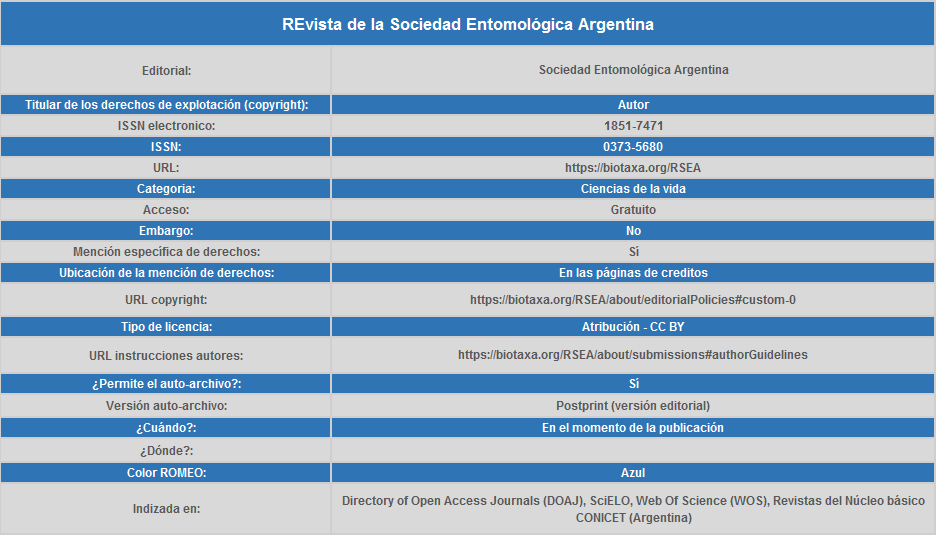 REvista de la Sociedad Entomológica Argentina
Editorial: Sociedad Entomológica Argentina
Titular de los derechos de explotación (copyright): Autor
ISSN electronico: 1851-7471
ISSN: 0373-5680
URL: https://biotaxa.org/RSEA
Categoria: Ciencias de la vida
Acceso: Gratuito
Embargo: No
Mención específica de derechos: Sí
Ubicación de la mención de derechos: En las páginas de creditos
URL copyright: https://biotaxa.org/RSEA/about/editorialPolicies#custom-0
Tipo de licencia: Atribución - CC BY
URL instrucciones autores: https://biotaxa.org/RSEA/about/submissions#authorGuidelines
¿Permite el auto-archivo?: Sí
Versión auto-archivo: Postprint (versión editorial)
¿Cuándo?: En el momento de la publicación
¿Dónde?:
Color ROMEO: Azul
Indizada en: Directory of Open Access Journals (DOAJ), SciELO, Web Of Science (WOS), Revistas del Núcleo básico
CONICET (Argentina)